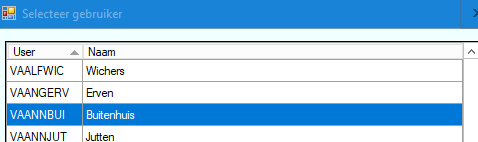 Selecteer gebruiker
User Naam
VAALFWIC Wichers
VAANGERV Erven
VAANNBUI Buitenhuis
VAANNJUT Jutten